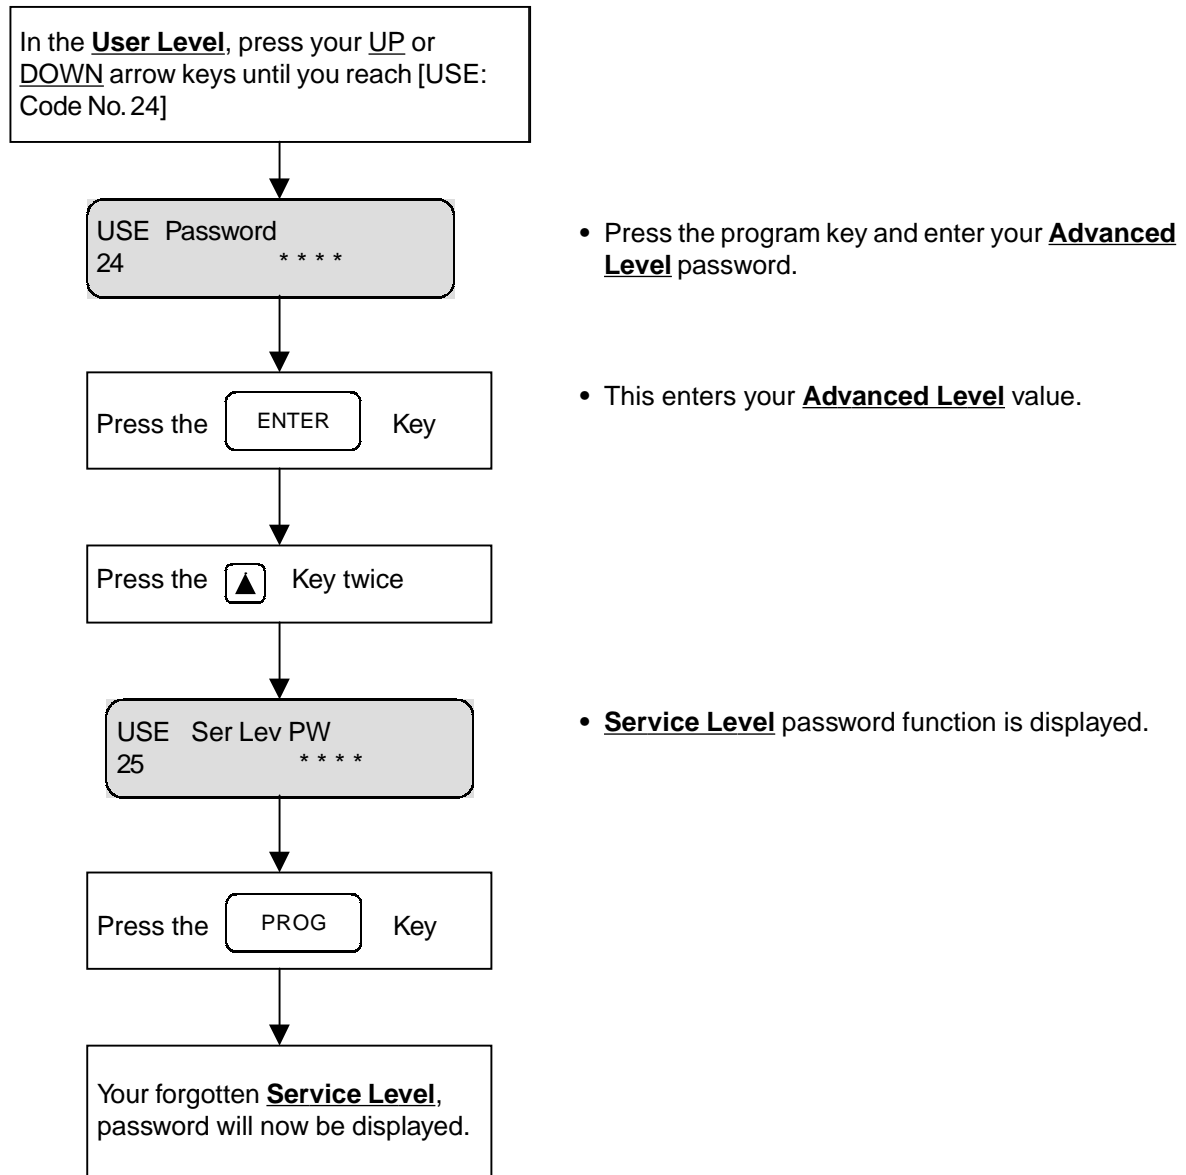 In the User Level, press your UP or
DOWN arrow keys until you reach [USE:
Code No. 24]
USE Password
24 * * * *
• Press the program key and enter your Advanced
Level password.
Press the ENTER Key
• This enters your Advanced Level value.
Press the ▲ Key twice
USE Ser Lev PW
25 * * * *
• Service Level password function is displayed.
Press the PROG Key
Your forgotten Service Level,
password will now be displayed.